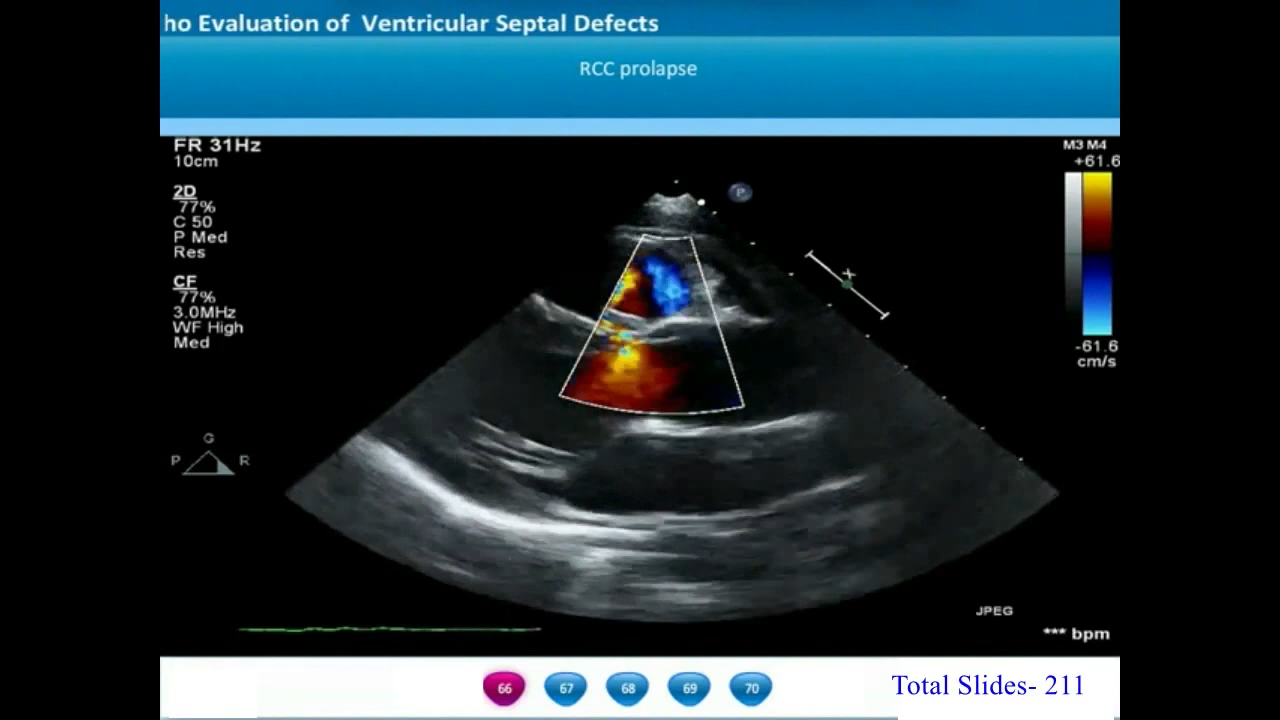 ho Evaluation of Ventricular Septal Defects
RCC prolapse
FR 31Hz
10cm
2D
77%
C 50
P Med
Res
CF
77%
3.0MHz
WF High
Med
P
M3 M4
+61.6
-61.6
cm/s
x
G
P R
JPEG
*** bpm
66 67 68 69 70
Total Slides- 211